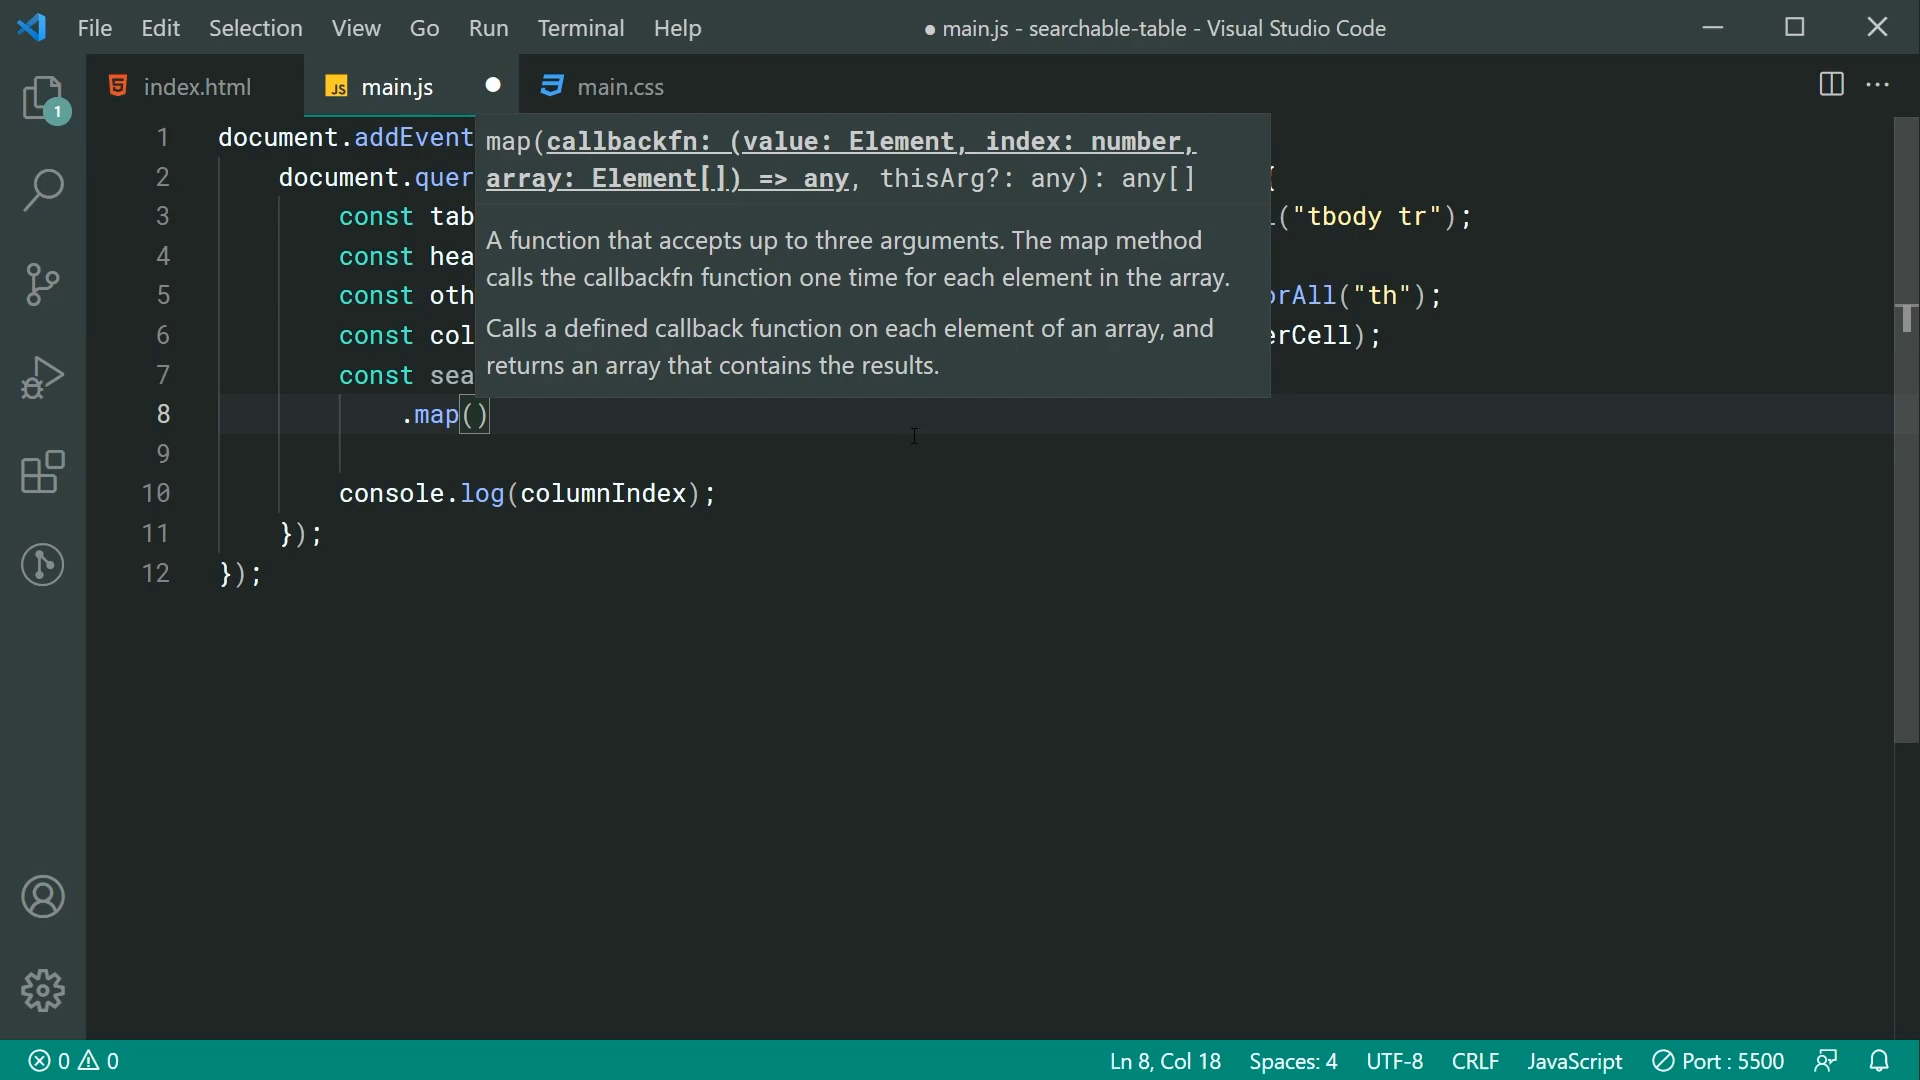 File Edit Selection View Go Run Terminal Help
● main.js - searchable-table - Visual Studio Code
index.html
JS main.js
main.css
1
1 document.addEvent
2 document.quer {
3 const tab ("tbody tr");
4 const hea
5 const oth orAll("th");
6 const col erCell);
7 const sea
8 .map()
9
10 console.log(columnIndex);
11 });
12 });
map(callbackfn: (value: Element, index: number,
array: Element[]) => any, thisArg?: any): any[]
A function that accepts up to three arguments. The map method
calls the callbackfn function one time for each element in the array.
Calls a defined callback function on each element of an array, and
returns an array that contains the results.
0 0
Ln 8, Col 18 Spaces: 4 UTF-8 CRLF JavaScript Port : 5500